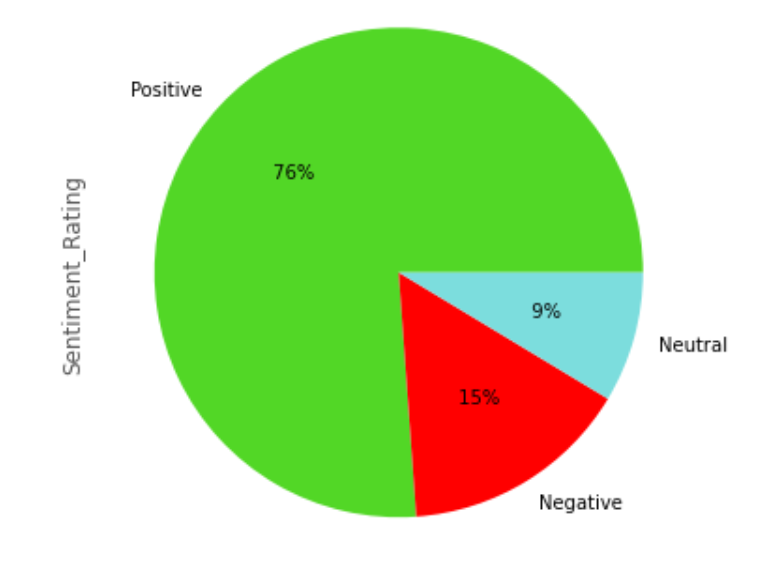 Positive
76%
Sentiment_Rating
9%
Neutral
15%
Negative